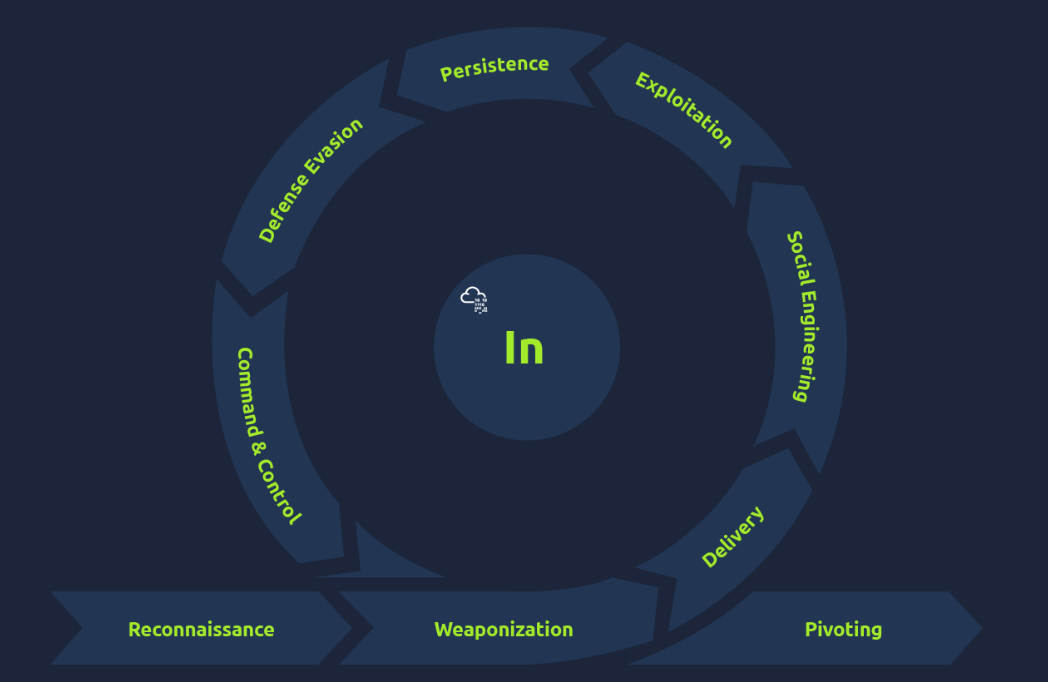 Persistence
Exploitation
Defense Evasion
Social Engineering
In
Command & Control
Delivery
Reconnaissance
Weaponization
Pivoting